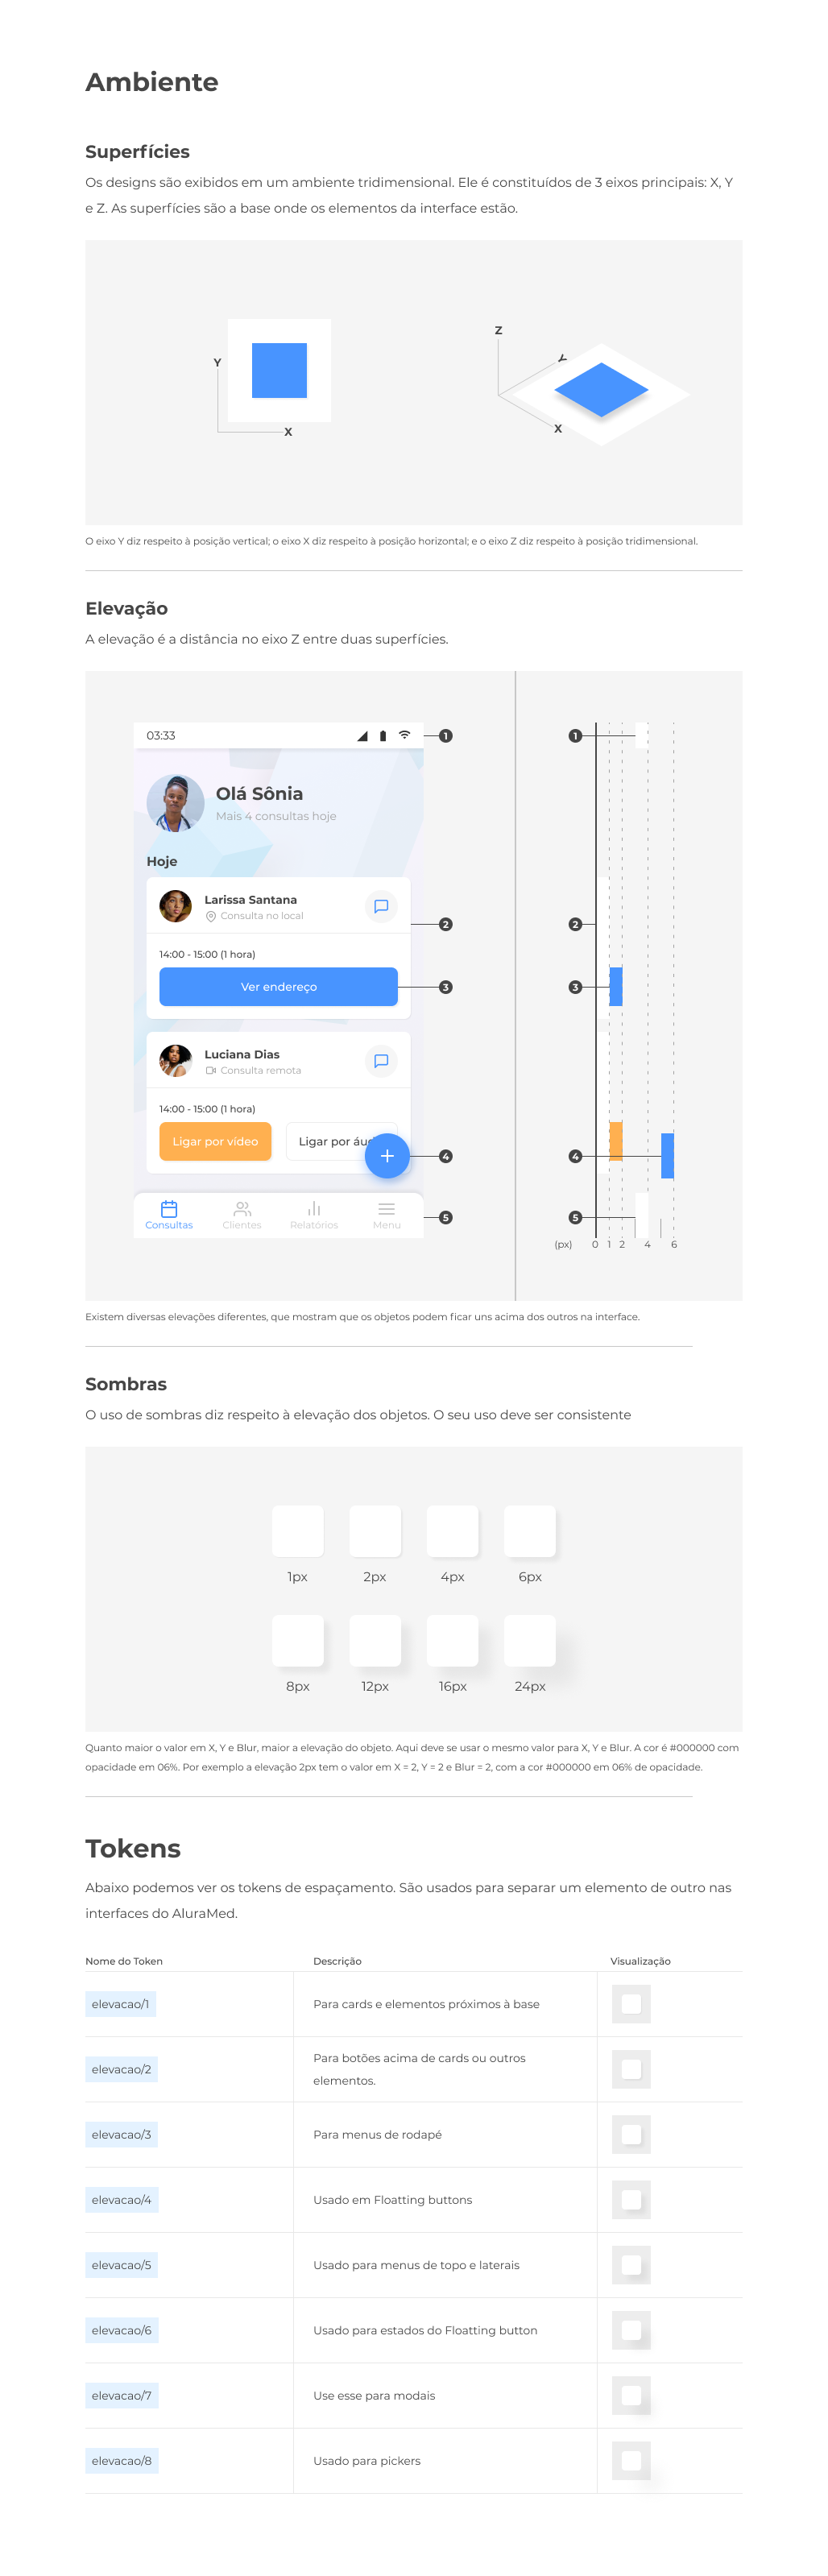 Ambiente
Superfícies
Os designs são exibidos em um ambiente tridimensional. Ele é constituídos de 3 eixos principais: X, Y
e Z. As superfícies são a base onde os elementos da interface estão.
Y
X
Z
Y
X
O eixo Y diz respeito à posição vertical; o eixo X diz respeito à posição horizontal; e o eixo Z diz respeito à posição tridimensional.
Elevação
A elevação é a distância no eixo Z entre duas superfícies.
03:33
1
Olá Sônia
Mais 4 consultas hoje
Hoje
Larissa Santana
Consulta no local
2
14:00 - 15:00 (1 hora)
Ver endereço
3
Luciana Dias
Consulta remota
14:00 - 15:00 (1 hora)
Ligar por vídeo
Ligar por áu
4
Consultas
Clientes
Relatórios
Menu
5
1
2
3
4
5
(px) 0 1 2 4 6
Existem diversas elevações diferentes, que mostram que os objetos podem ficar uns acima dos outros na interface.
Sombras
O uso de sombras diz respeito à elevação dos objetos. O seu uso deve ser consistente
1px 2px 4px 6px
8px 12px 16px 24px
Quanto maior o valor em X, Y e Blur, maior a elevação do objeto. Aqui deve se usar o mesmo valor para X, Y e Blur. A cor é #000000 com
opacidade em 06%. Por exemplo a elevação 2px tem o valor em X = 2, Y = 2 e Blur = 2, com a cor #000000 em 06% de opacidade.
Tokens
Abaixo podemos ver os tokens de espaçamento. São usados para separar um elemento de outro nas
interfaces do AluraMed.
Nome do Token Descrição Visualização
elevacao/1 Para cards e elementos próximos à base
elevacao/2 Para botões acima de cards ou outros
elementos.
elevacao/3 Para menus de rodapé
elevacao/4 Usado em Floatting buttons
elevacao/5 Usado para menus de topo e laterais
elevacao/6 Usado para estados do Floatting button
elevacao/7 Use esse para modais
elevacao/8 Usado para pickers